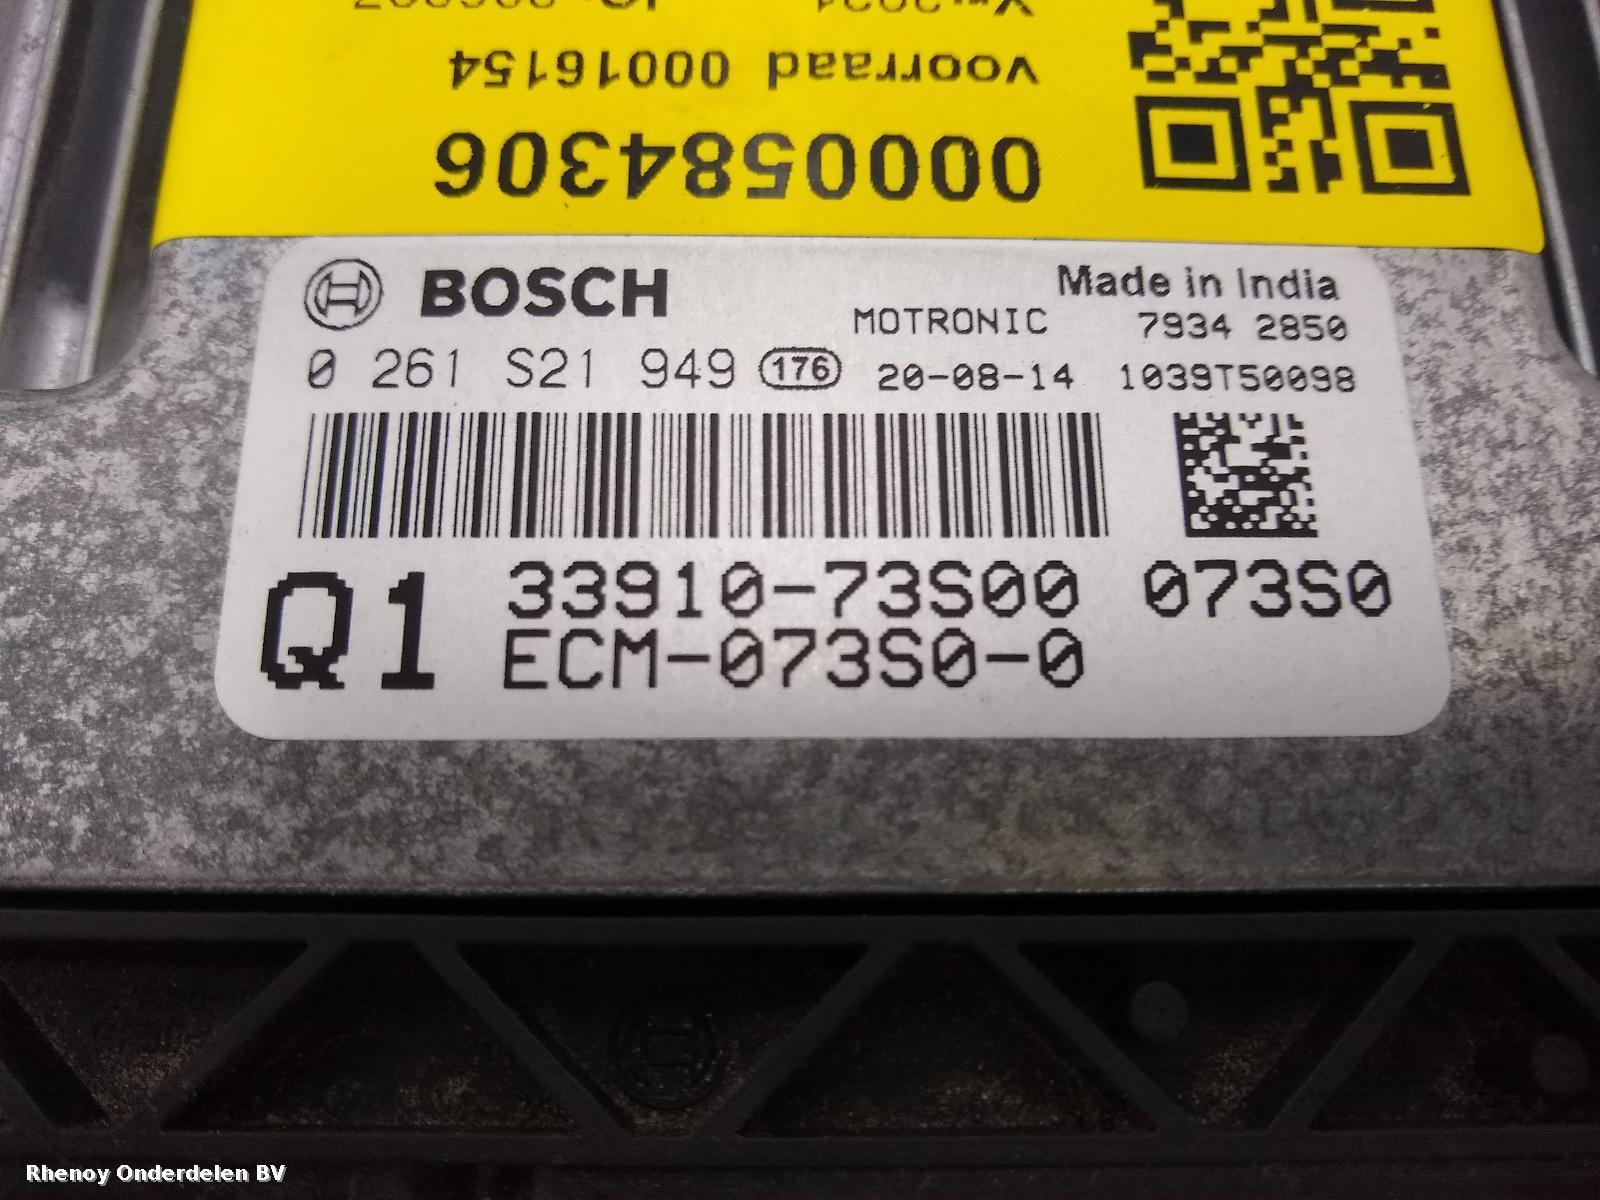 0000584306
voorraad 00016154
BOSCH
Made in India
MOTRONIC
7934 2850
0 261 S21 949
176
20-08-14
1039T50098
Q1
33910-73S00 073S0
ECM-073S0-0
Rhenoy Onderdelen BV